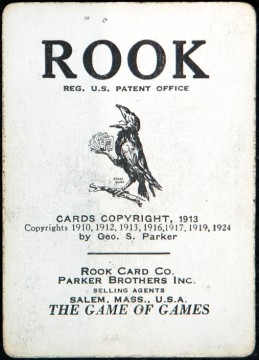 ROOK
REG. U.S. PATENT OFFICE
CARDS COPYRIGHT, 1913
Copyrights 1910, 1912, 1913, 1916,1917, 1919, 1924
by Geo. S. Parker
ROOK CARD CO.
PARKER BROTHERS INC.
SELLING AGENTS
SALEM, MASS., U.S.A.
THE GAME OF GAMES